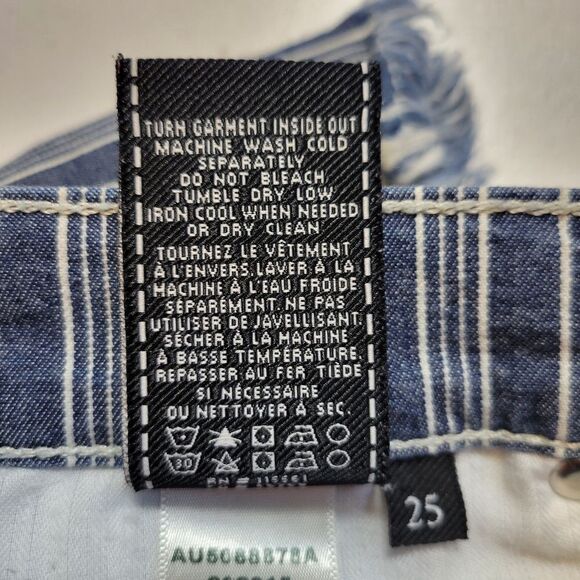 TURN GARMENT INSIDE OUT
MACHINE WASH COLD
SEPARATELY
DO NOT BLEACH
TUMBLE DRY LOW
IRON COOL WHEN NEEDED
OR DRY CLEAN
TOURNEZ LE VÊTEMENT
À L'ENVERS. LAVER À LA
MACHINE À L'EAU FROIDE
SÉPARÉMENT. NE PAS
UTILISER DE JAVELLISANT.
SÉCHER À LA MACHINE
À BASSE TEMPÉRATURE.
REPASSER AU FER TIÈDE
SI NÉCESSAIRE
OU NETTOYER À SEC.
30
25
AU5088878A